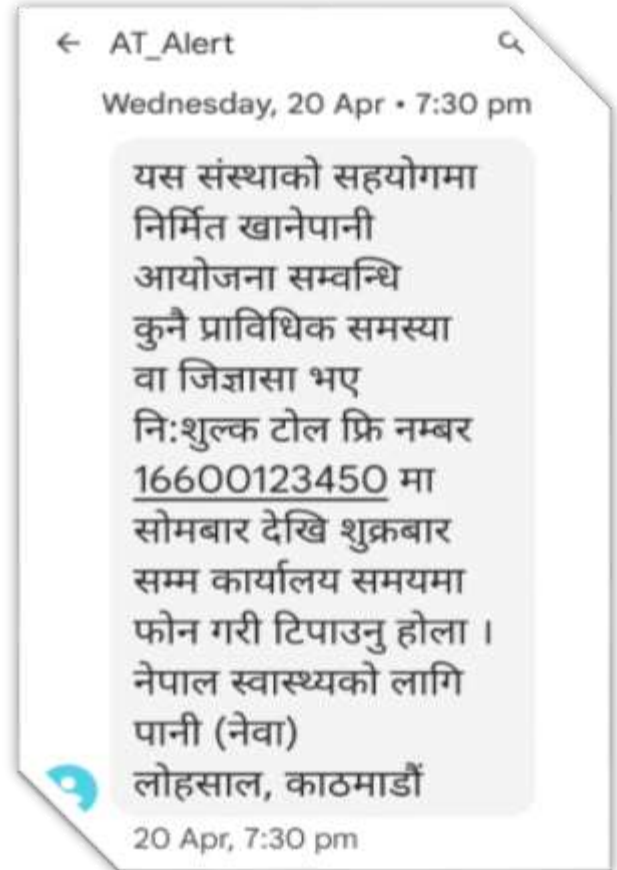 AT_Alert
Wednesday, 20 Apr • 7:30 pm
यस संस्थाको सहयोगमा
निर्मित खानेपानी
आयोजना सम्वन्धि
कुनै प्राविधिक समस्या
वा जिज्ञासा भए
नि:शुल्क टोल फ्रि नम्बर
16600123450 मा
सोमबार देखि शुक्रबार
सम्म कार्यालय समयमा
फोन गरी टिपाउनु होला ।
नेपाल स्वास्थ्यको लागि
पानी (नेवा)
लोहसाल, काठमाडौं
20 Apr, 7:30 pm